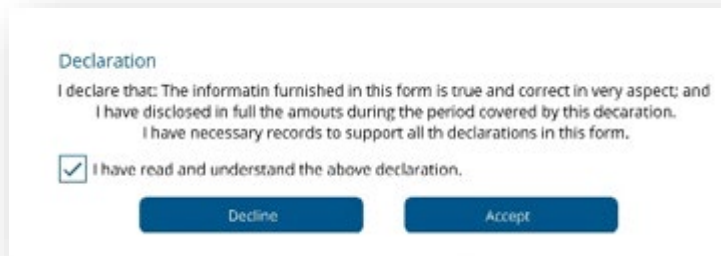 Declaration
I declare that: The informatin furnished in this form is true and correct in very aspect; and
I have disclosed in full the amouts during the period covered by this decaration.
I have necessary records to support all th declarations in this form.
I have read and understand the above declaration.
Decline
Accept